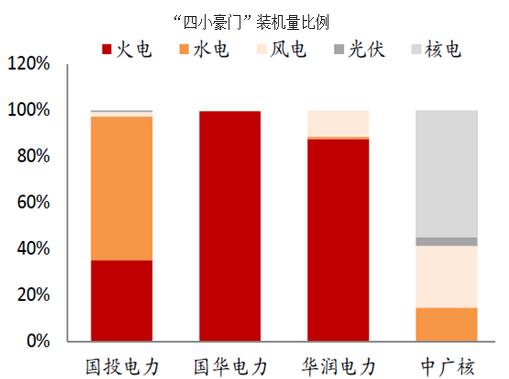 “四小豪门”装机量比例
火电 水电 风电 光伏 核电
120%
100%
80%
60%
40%
20%
0%
国投电力 国华电力 华润电力 中广核